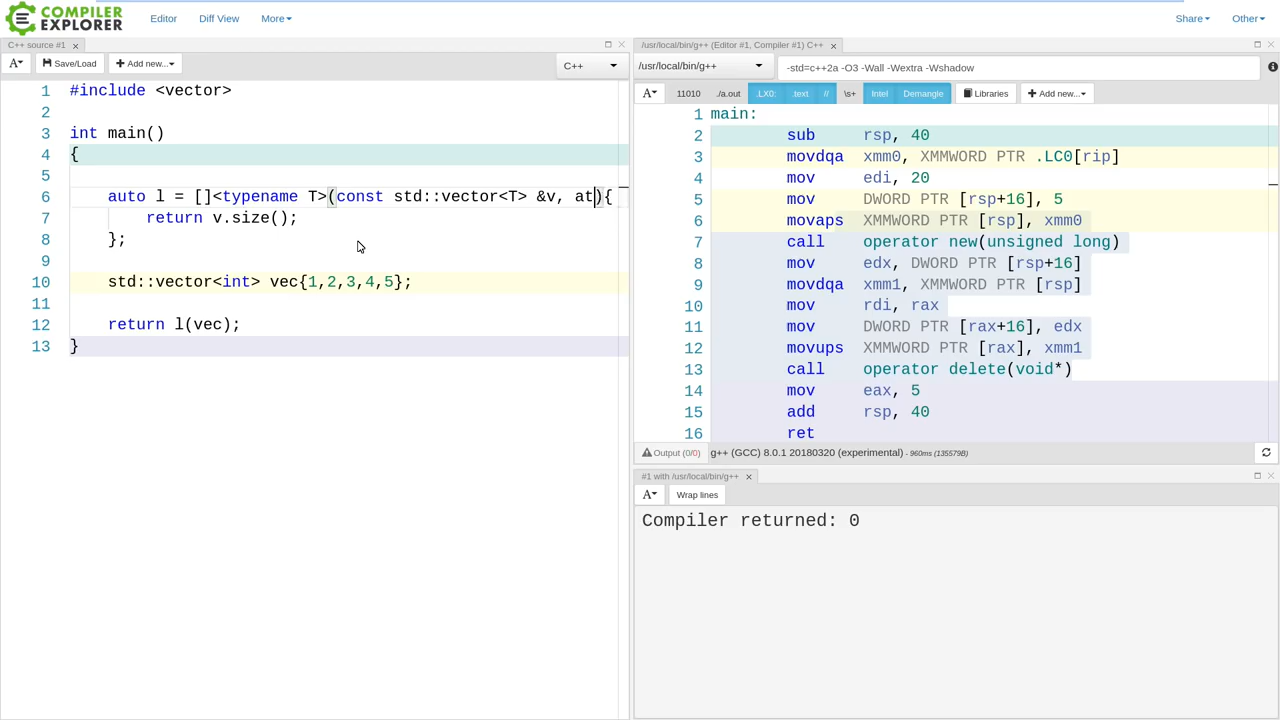 COMPILER EXPLORER
Editor
Diff View
More
Share
Other
C++ source #1
A
Save/Load
Add new...
C++
1 #include <vector>
2
3 int main()
4 {
5
6 auto l = []<typename T>(const std::vector<T> &v, at){
7 return v.size();
8 };
9
10 std::vector<int> vec{1,2,3,4,5};
11
12 return l(vec);
13 }
/usr/local/bin/g++ (Editor #1, Compiler #1) C++
/usr/local/bin/g++
-std=c++2a -O3 -Wall -Wextra -Wshadow
A
11010
./a.out
.LX0:
.text
//
\s+
Intel
Demangle
Libraries
Add new...
1 main:
2 sub rsp, 40
3 movdqa xmm0, XMMWORD PTR .LC0[rip]
4 mov edi, 20
5 mov DWORD PTR [rsp+16], 5
6 movaps XMMWORD PTR [rsp], xmm0
7 call operator new(unsigned long)
8 mov edx, DWORD PTR [rsp+16]
9 movdqa xmm1, XMMWORD PTR [rsp]
10 mov rdi, rax
11 mov DWORD PTR [rax+16], edx
12 movups XMMWORD PTR [rax], xmm1
13 call operator delete(void*)
14 mov eax, 5
15 add rsp, 40
16 ret
Output (0/0) g++ (GCC) 8.0.1 20180320 (experimental) - 960ms (135579B)
#1 with /usr/local/bin/g++
A
Wrap lines
Compiler returned: 0